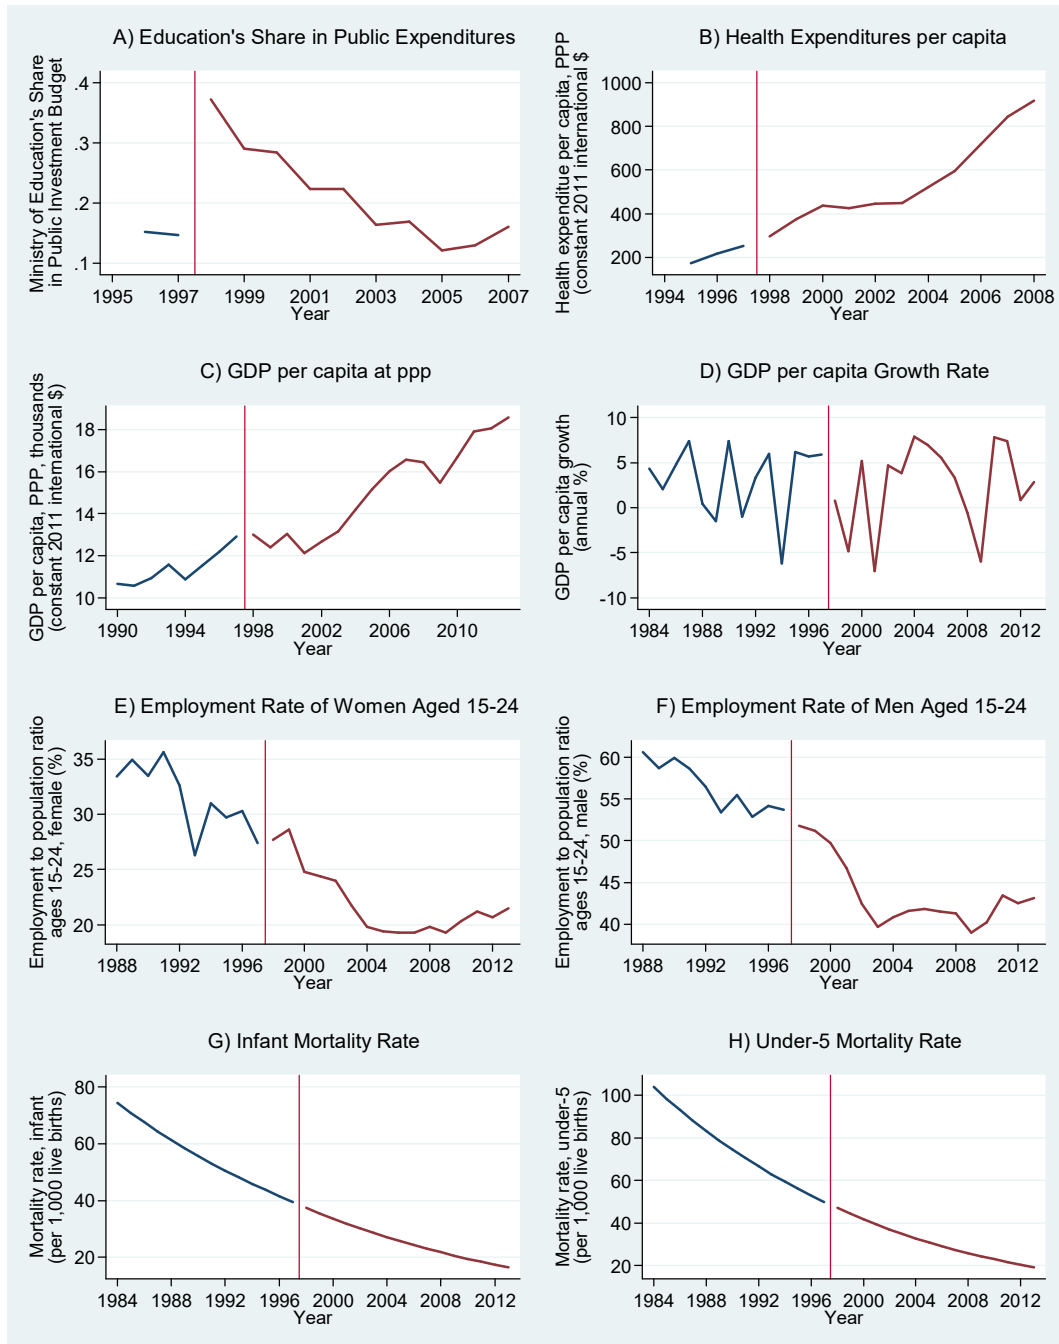 A) Education's Share in Public Expenditures
Ministry of Education's Share
in Public Investment Budget
.4
.3
.2
.1
1995 1997 1999 2001 2003 2005 2007
Year
B) Health Expenditures per capita
Health expenditue per capita, PPP
(constant 2011 international $
1000
800
600
400
200
1994 1996 1998 2000 2002 2004 2006 2008
Year
C) GDP per capita at ppp
GDP per capita, PPP, thousands
(constant 2011 international $)
18
16
14
12
10
1990 1994 1998 2002 2006 2010
Year
D) GDP per capita Growth Rate
GDP per capita growth
(annual %)
10
5
0
-5
-10
1984 1988 1992 1996 2000 2004 2008 2012
Year
E) Employment Rate of Women Aged 15-24
Employment to population ratio
ages 15-24, female (%)
35
30
25
20
1988 1992 1996 2000 2004 2008 2012
Year
F) Employment Rate of Men Aged 15-24
Employment to population ratio
ages 15-24, male (%)
60
55
50
45
40
1988 1992 1996 2000 2004 2008 2012
Year
G) Infant Mortality Rate
Mortality rate, infant
(per 1,000 live births)
80
60
40
20
1984 1988 1992 1996 2000 2004 2008 2012
Year
H) Under-5 Mortality Rate
Mortality rate, under-5
(per 1,000 live births)
100
80
60
40
20
1984 1988 1992 1996 2000 2004 2008 2012
Year